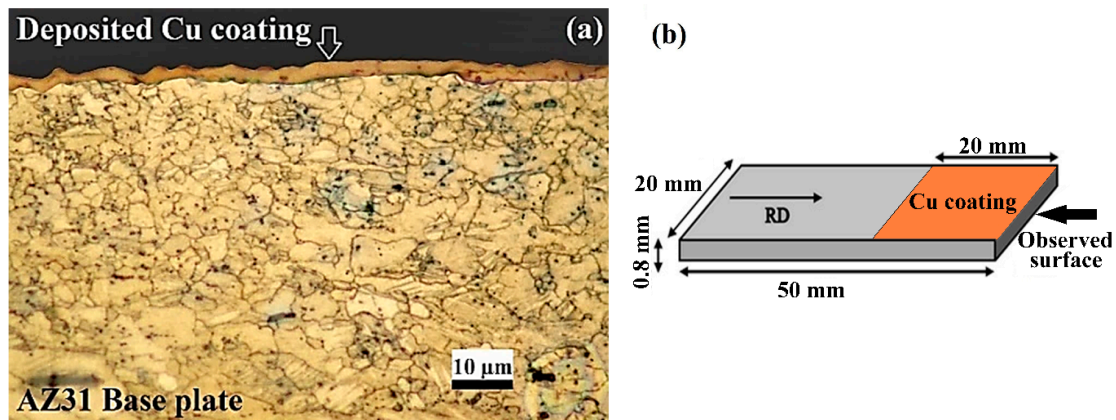 Deposited Cu coating
(a)
10 µm
AZ31 Base plate
(b)
20 mm
20 mm
Cu coating
RD
0.8 mm
Observed
surface
50 mm